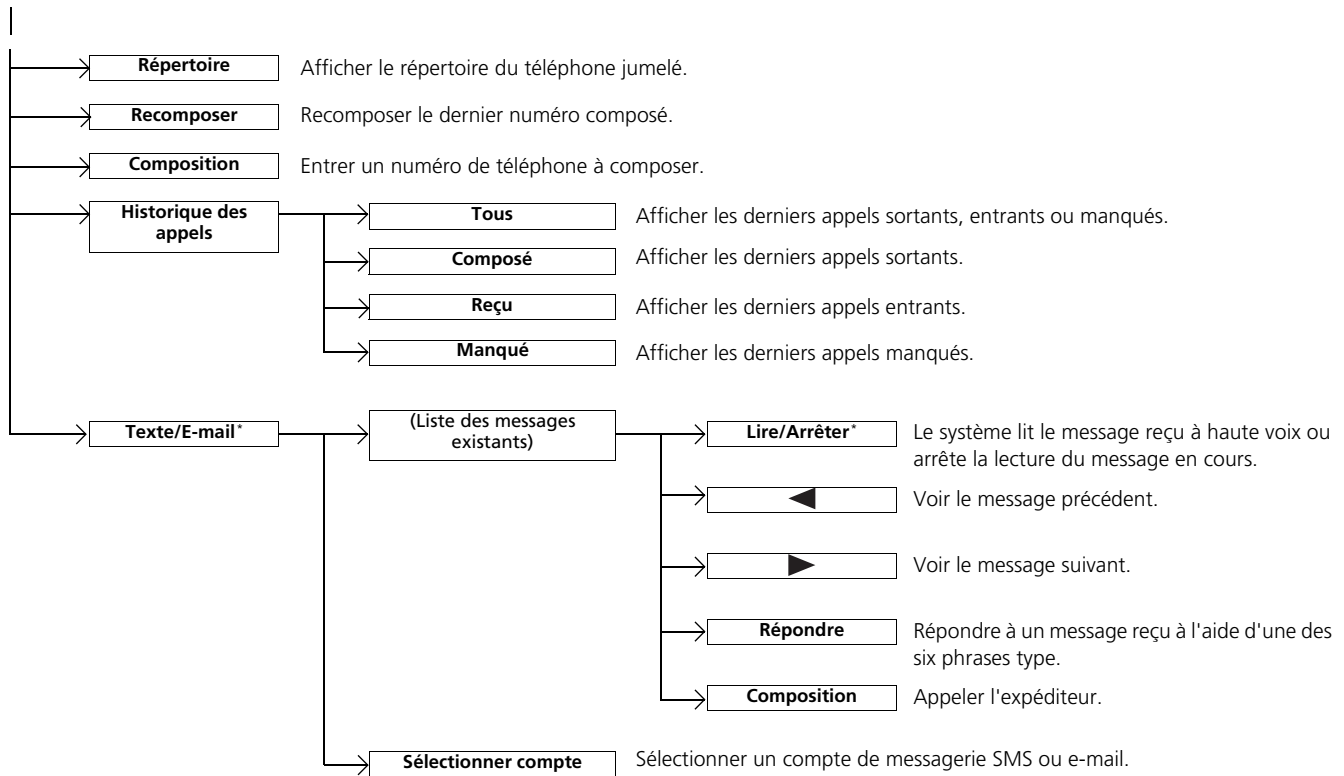 Répertoire Afficher le répertoire du téléphone jumelé.
Recomposer Recomposer le dernier numéro composé.
Composition Entrer un numéro de téléphone à composer.
Historique des
appels
Tous Afficher les derniers appels sortants, entrants ou manqués.
Composé Afficher les derniers appels sortants.
Reçu Afficher les derniers appels entrants.
Manqué Afficher les derniers appels manqués.
Texte/E-mail*
(Liste des messages
existants)
Lire/Arrêter* Le système lit le message reçu à haute voix ou
arrête la lecture du message en cours.
Voir le message précédent.
Voir le message suivant.
Répondre Répondre à un message reçu à l'aide d'une des
six phrases type.
Composition Appeler l'expéditeur.
Sélectionner compte Sélectionner un compte de messagerie SMS ou e-mail.